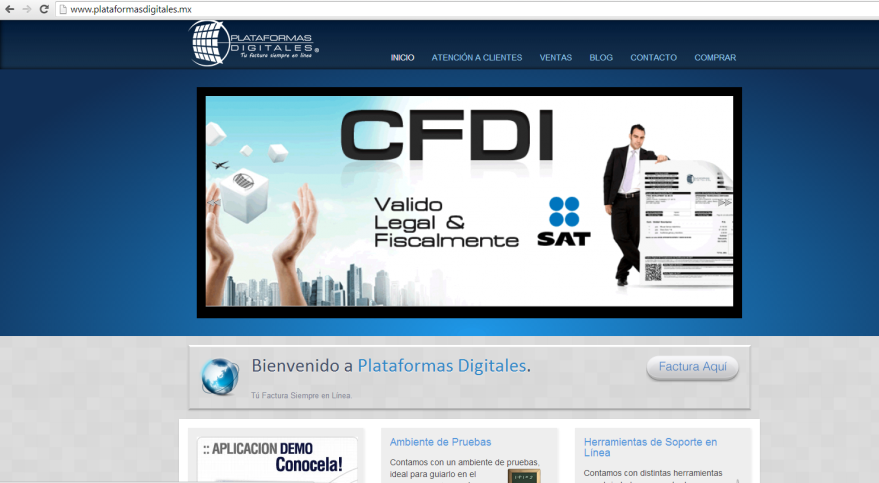 www.plataformasdigitales.mx
PLATAFORMAS
DIGITALES ®
Tu factura siempre en línea
INICIO ATENCIÓN A CLIENTES VENTAS BLOG CONTACTO COMPRAR
CFDI
Valido
Legal &
Fiscalmente
SAT
Bienvenido a Plataformas Digitales.
Factura Aquí
Tú Factura Siempre en Línea.
:: APLICACION DEMO
Conocela!
Ambiente de Pruebas
Contamos con un ambiente de pruebas,
ideal para guiarlo en el
Herramientas de Soporte en
Línea
Contamos con distintas herramientas